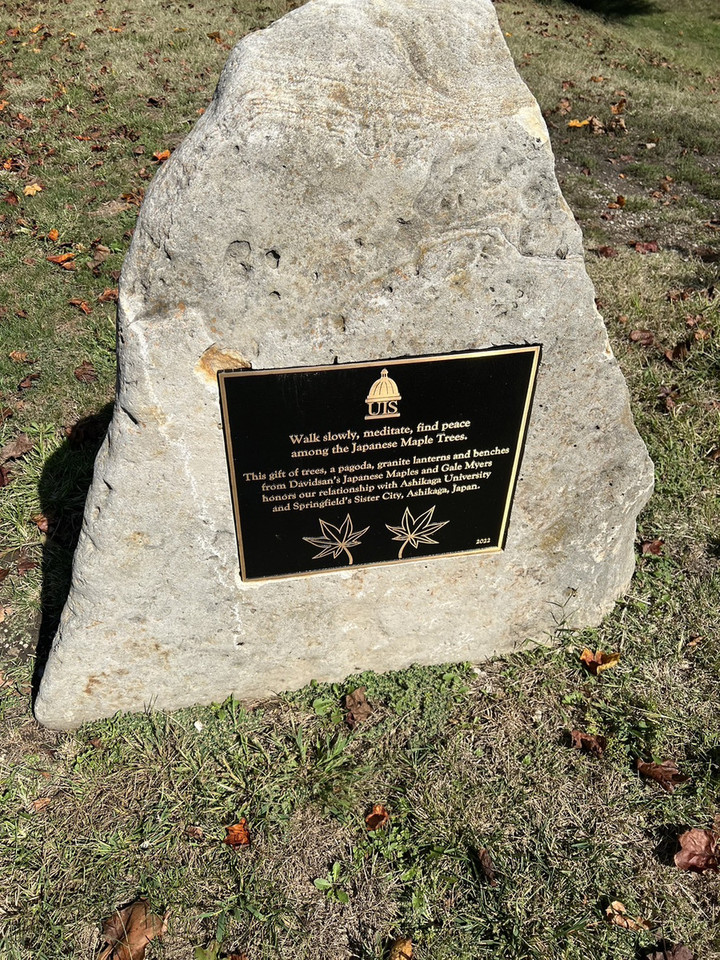 UIS
Walk slowly, meditate, find peace
among the Japanese Maple Trees.
This gift of trees, a pagoda, granite lanterns and benches
from Davidsan's Japanese Maples and Gale Myers
honors our relationship with Ashikaga University
and Springfield's Sister City, Ashikaga, Japan.
2022